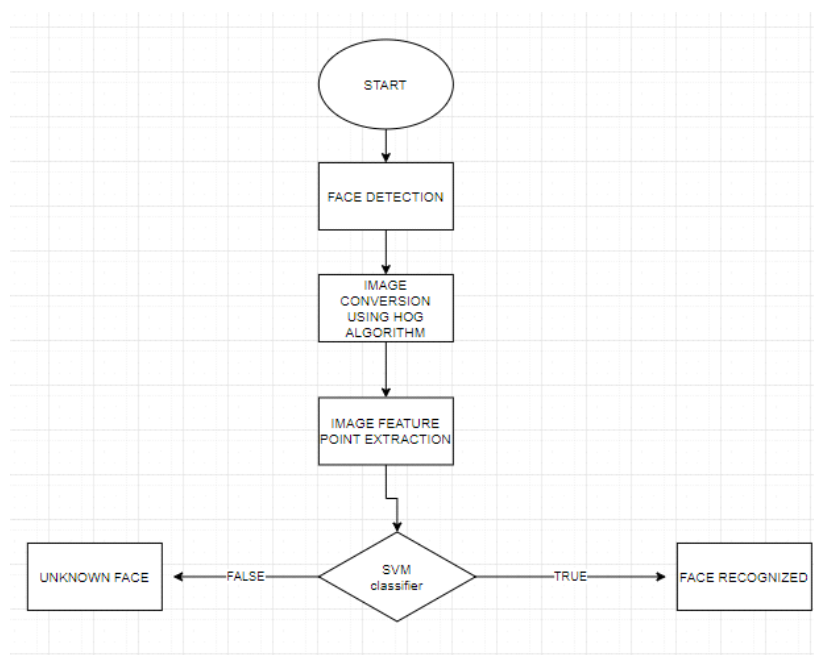 START
FACE DETECTION
IMAGE
CONVERSION
USING HOG
ALGORITHM
IMAGE FEATURE
POINT EXTRACTION
SVM
classifier
UNKNOWN FACE
FALSE
TRUE
FACE RECOGNIZED